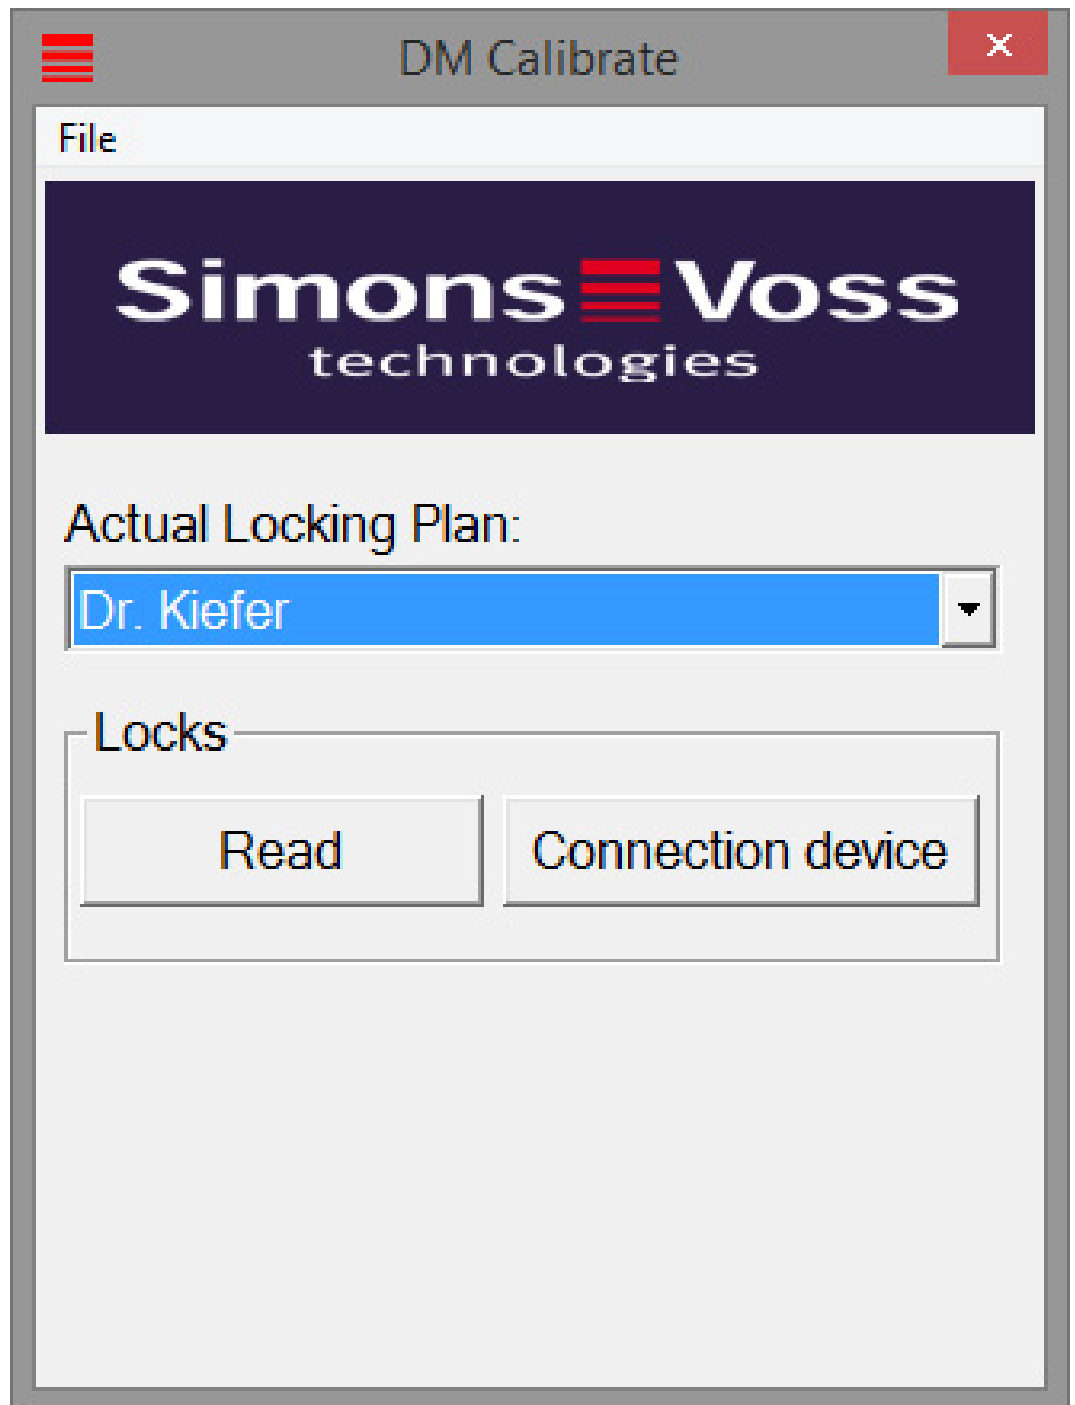 DM Calibrate
File
Simons Voss
technologies
Actual Locking Plan:
Dr. Kiefer
Locks
Read Connection device